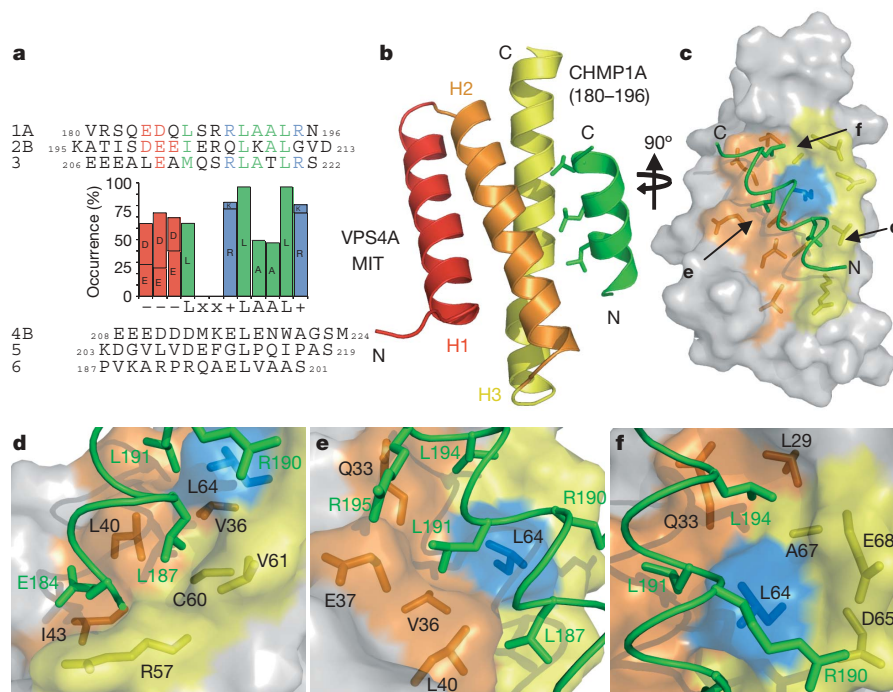 a
1A 180 VRSQEDQLSRRLAALRN 196
2B 195 KATISDEEIERQLKALGVD 213
3 206 EEEALEAMQSRLATLRS 222
Occurrence (%)
100
75
50
25
0
D D D K K
E E E L R L A A L R
– – – L x x + L A A L +
4B 208 EEEDDDMKELENWAGSM 224
5 203 KDGVLVDEFGLPQIPAS 219
6 187 PVKARPRQAELVAAS 201
b
H2
C
CHMP1A
(180–196)
C
VPS4A
MIT
N
H1
H3
N
90º
c
C
f
d
e
N
d
L191
R190
L64
L40
V36
L187
V61
E184
C60
I43
R57
e
Q33
L194
R195
R190
L191
L64
E37
V36
L187
L40
f
L29
Q33
L194
E68
A67
L191
L64
D65
R190